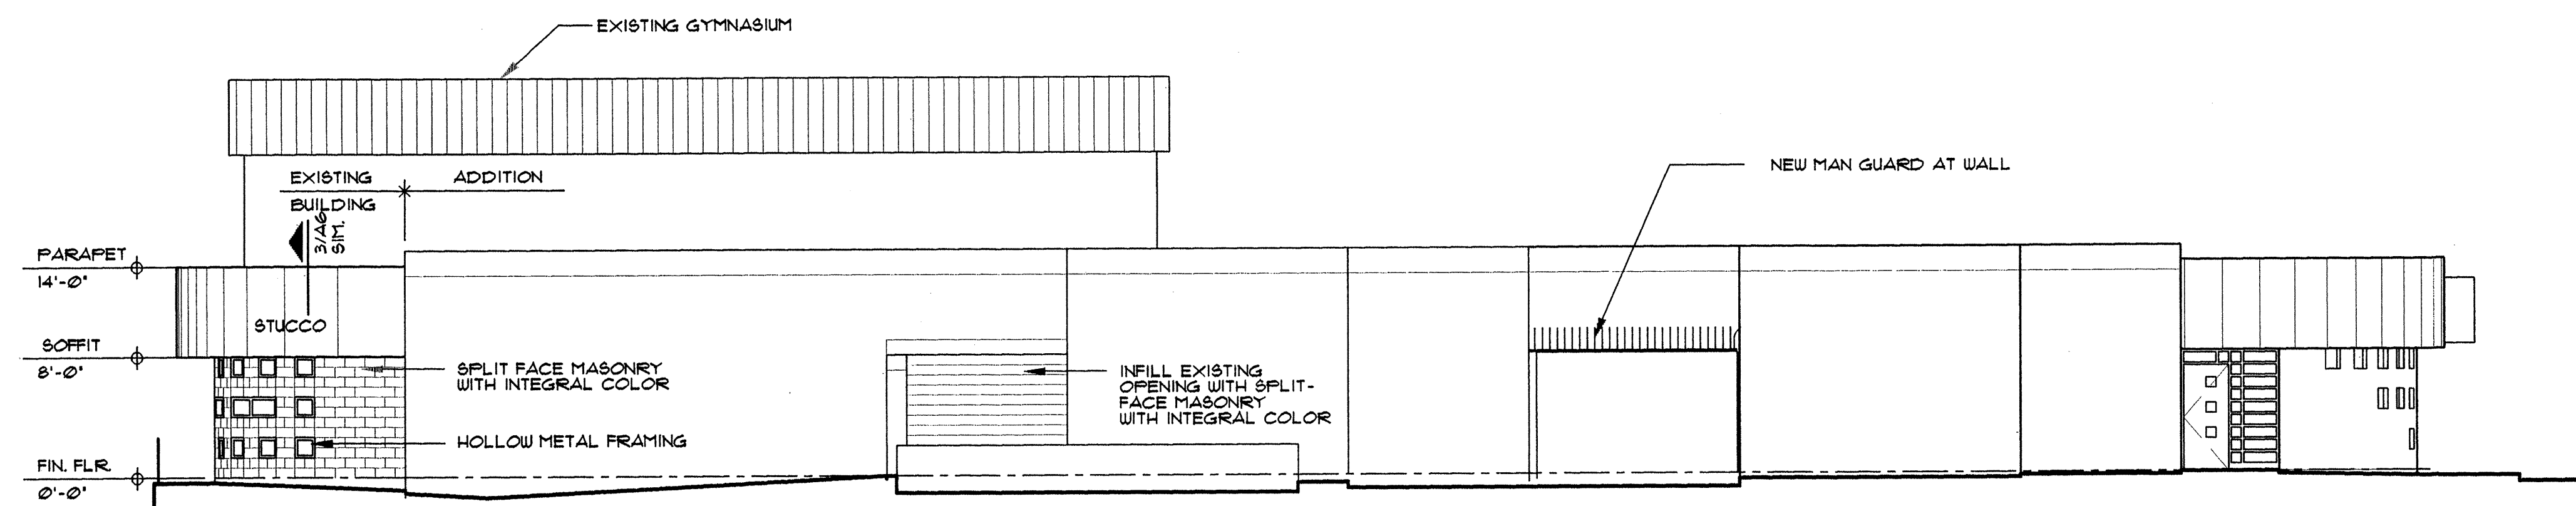 EXISTING GYMNASIUM
NEW MAN GUARD AT WALL
EXISTING
BUILDING
ADDITION
3/A6
SIM.
PARAPET
14'-0"
STUCCO
SOFFIT
8'-0"
SPLIT FACE MASONRY
WITH INTEGRAL COLOR
INFILL EXISTING
OPENING WITH SPLIT-
FACE MASONRY
WITH INTEGRAL COLOR
HOLLOW METAL FRAMING
FIN. FLR.
0'-0"